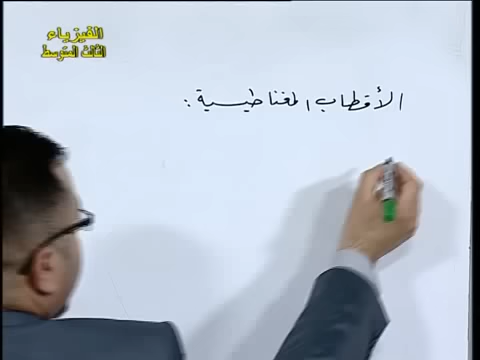 الفيزياء
الثالث المتوسط
الأقطاب المغناطيسية :